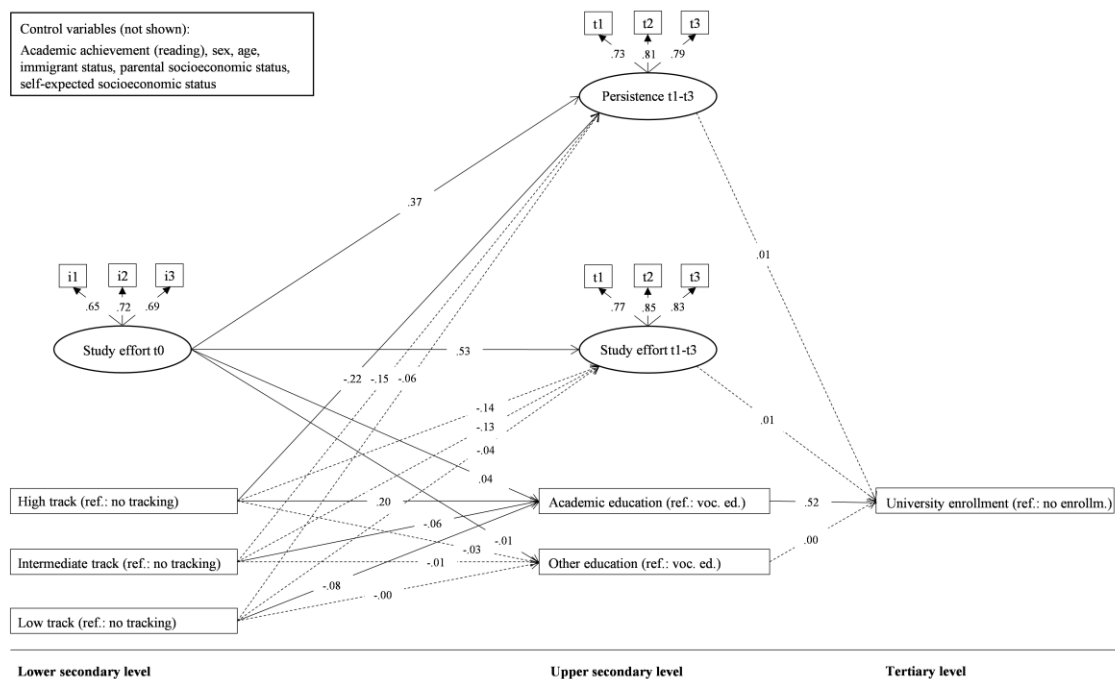 Control variables (not shown):
Academic achievement (reading), sex, age,
immigrant status, parental socioeconomic status,
self-expected socioeconomic status
t1 t2 t3
.73 .81 .79
Persistence t1-t3
.37
.01
i1 i2 i3
.65 .72 .69
Study effort t0
t1 t2 t3
.77 .85 .83
.53
Study effort t1-t3
-.22 -.15 -.06
-.14
-.13
-.04
.01
.04
High track (ref.: no tracking)
.20
Academic education (ref.: voc. ed.)
.52
University enrollment (ref.: no enrollm.)
-.06
-.01
-.03
.00
Intermediate track (ref.: no tracking)
-.01
Other education (ref.: voc. ed.)
-.08
-.00
Low track (ref.: no tracking)
Lower secondary level Upper secondary level Tertiary level